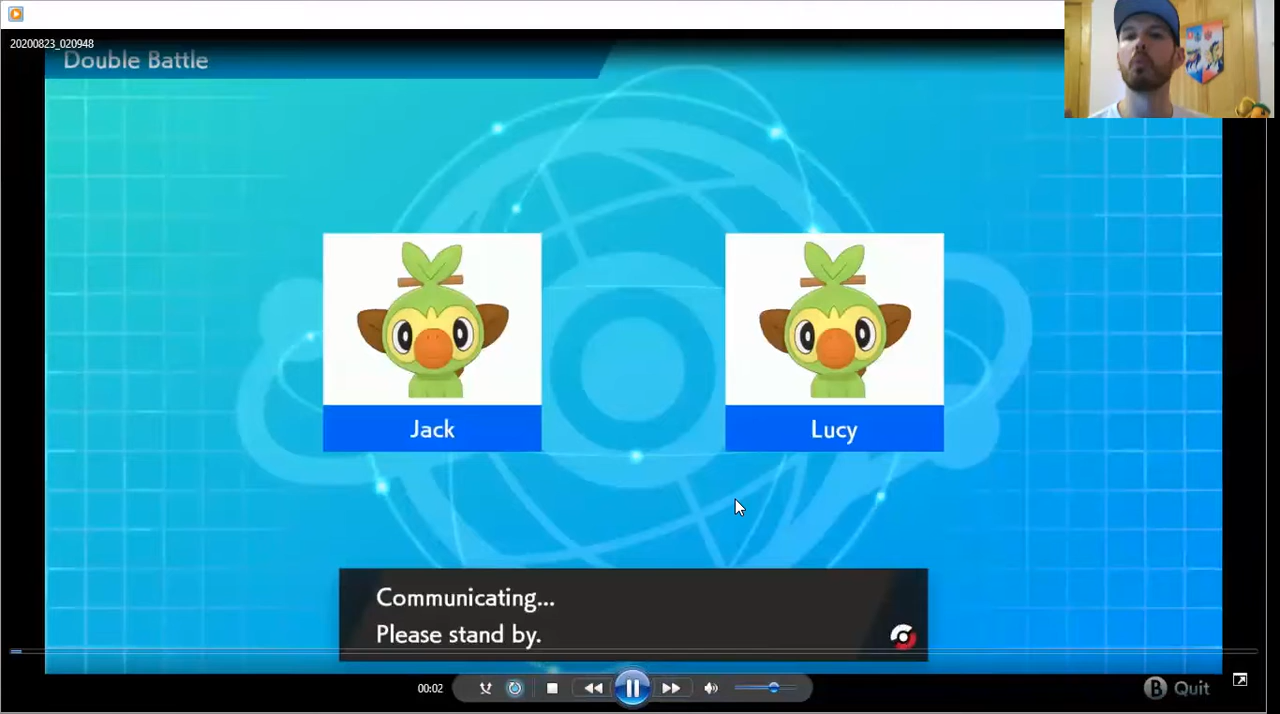 20200823_020948
Double Battle
Jack
Lucy
Communicating...
Please stand by.
00:02
B Quit